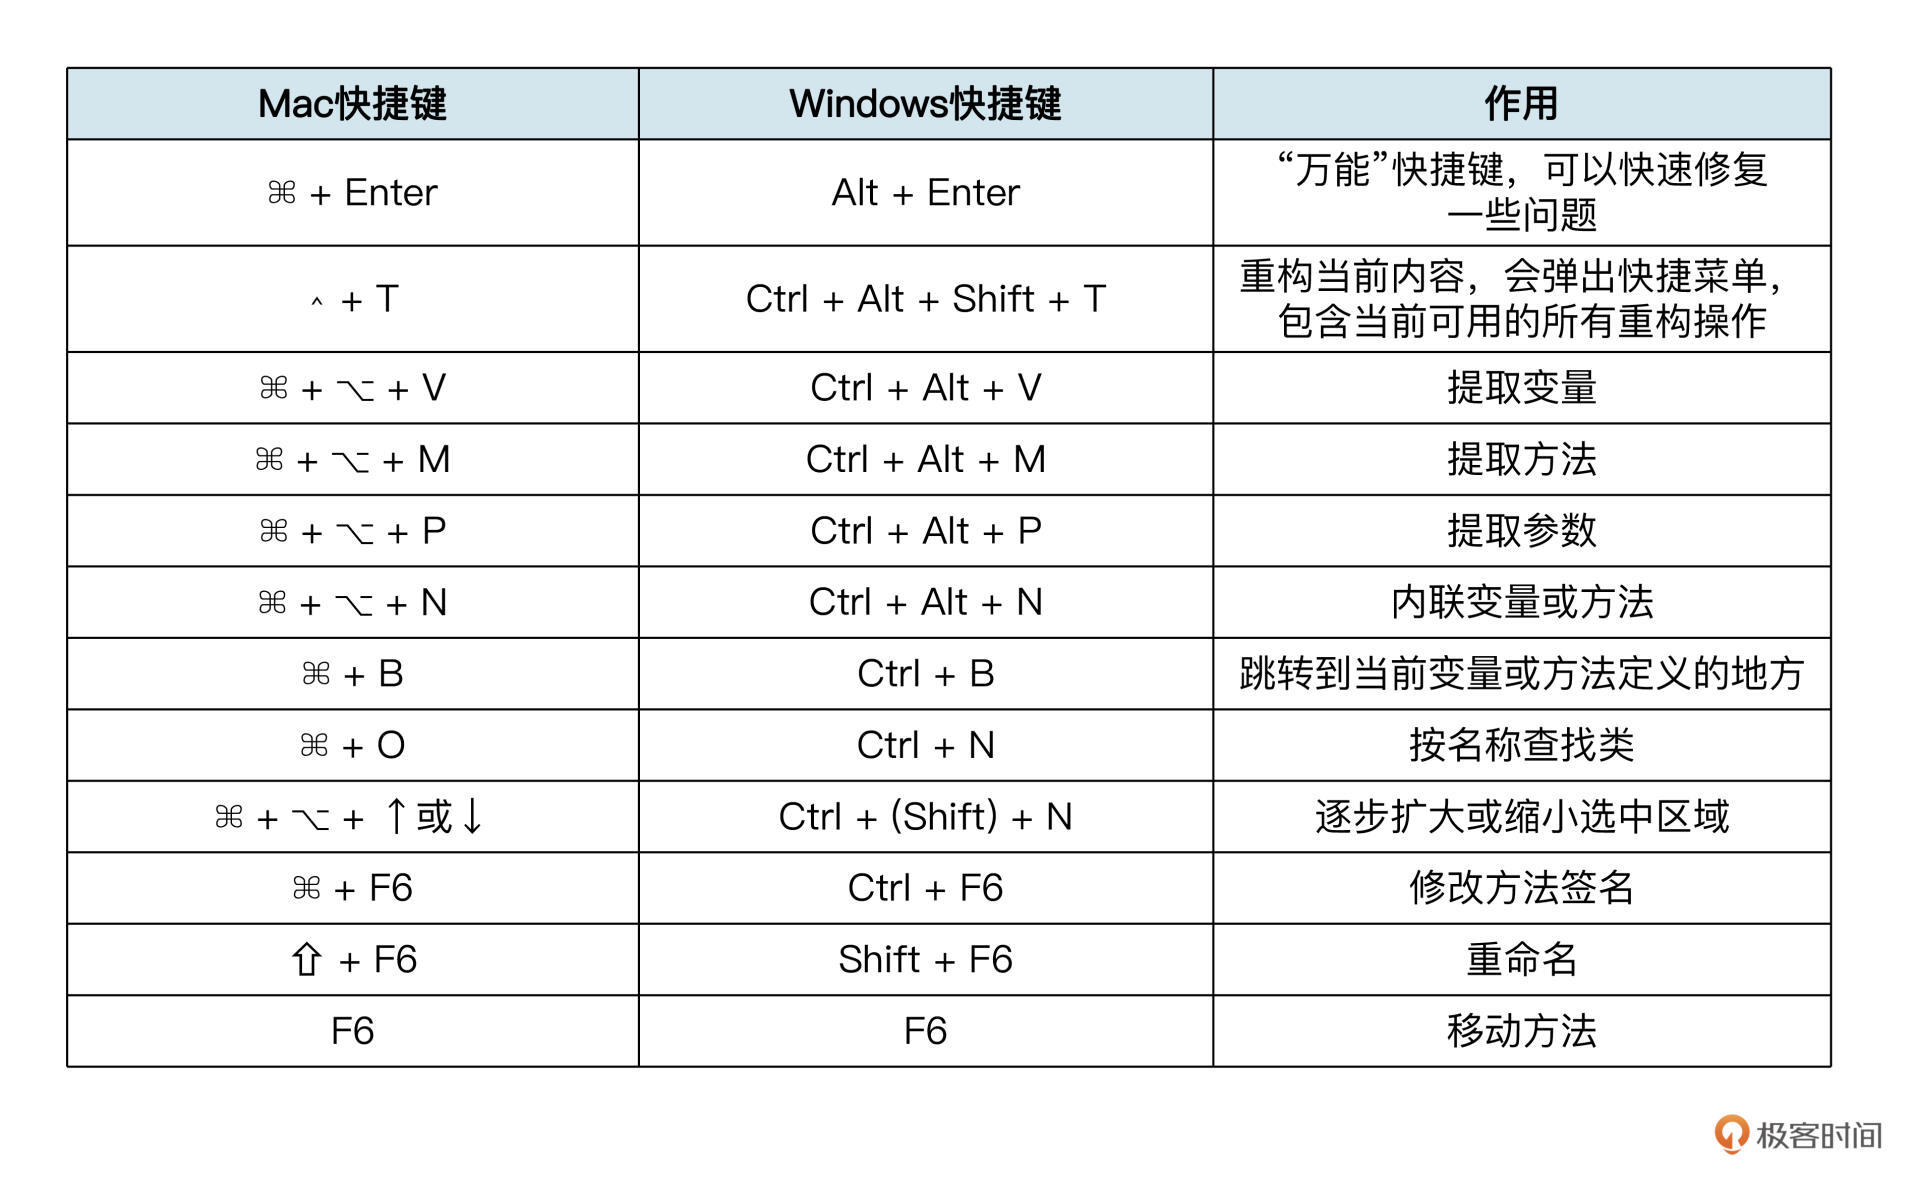 Mac快捷键 Windows快捷键 作用
⌘ + Enter Alt + Enter “万能”快捷键，可以快速修复
一些问题
^ + T Ctrl + Alt + Shift + T 重构当前内容，会弹出快捷菜单，
包含当前可用的所有重构操作
⌘ + ⌥ + V Ctrl + Alt + V 提取变量
⌘ + ⌥ + M Ctrl + Alt + M 提取方法
⌘ + ⌥ + P Ctrl + Alt + P 提取参数
⌘ + ⌥ + N Ctrl + Alt + N 内联变量或方法
⌘ + B Ctrl + B 跳转到当前变量或方法定义的地方
⌘ + O Ctrl + N 按名称查找类
⌘ + ⌥ + ↑或↓ Ctrl + (Shift) + N 逐步扩大或缩小选中区域
⌘ + F6 Ctrl + F6 修改方法签名
⇧ + F6 Shift + F6 重命名
F6 F6 移动方法
极客时间